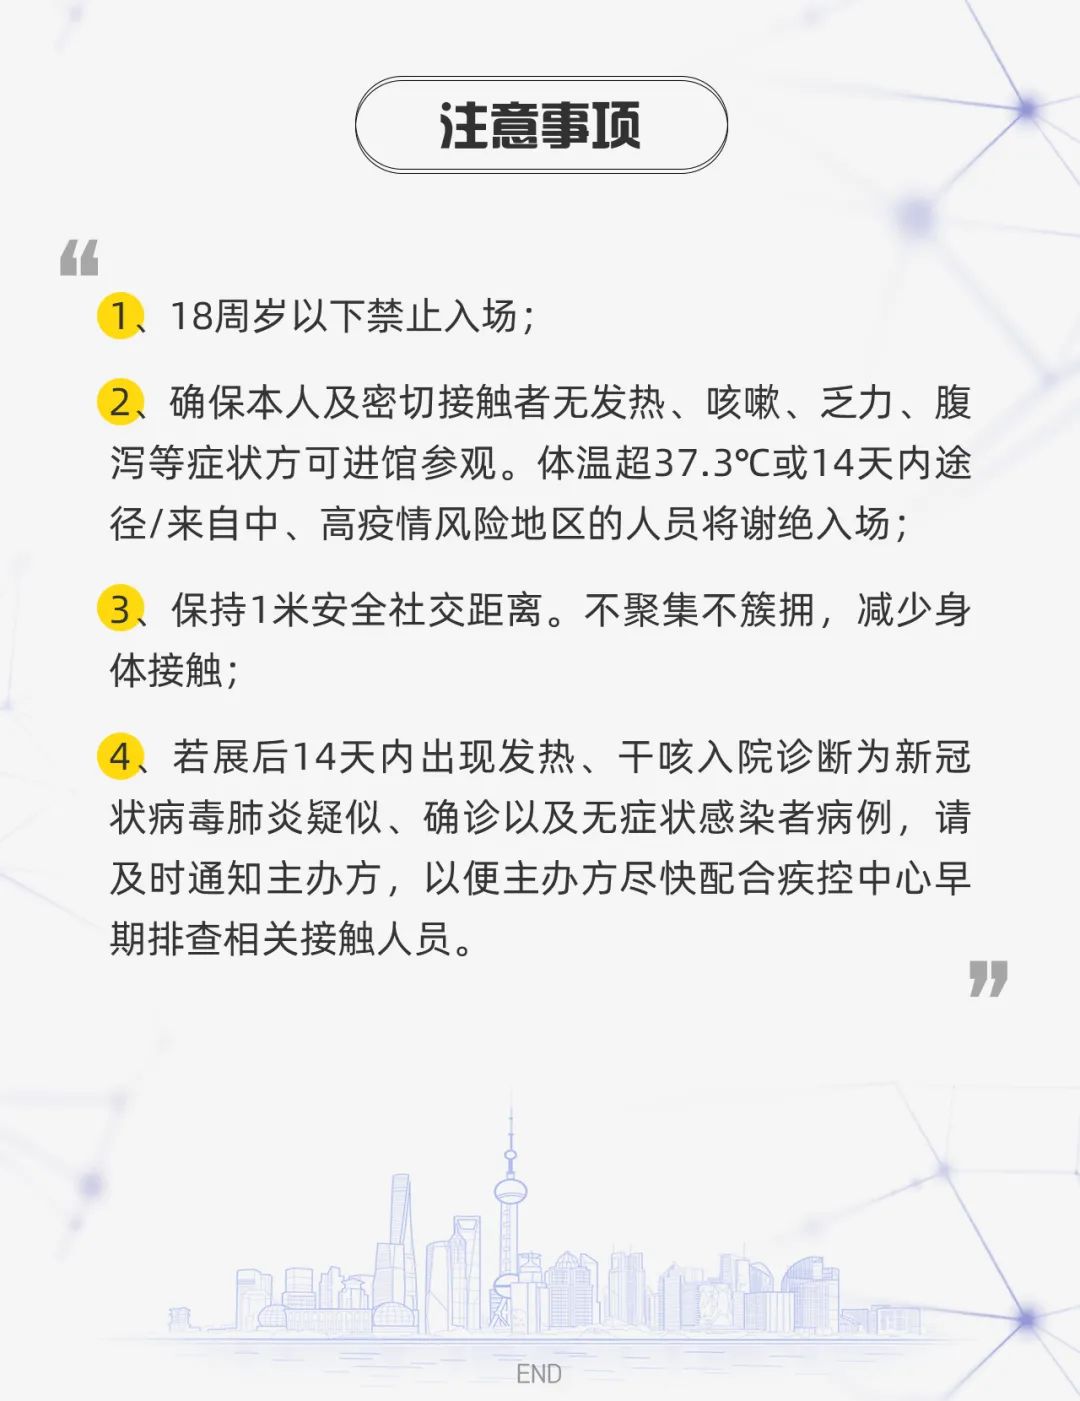 注意事项
1、18周岁以下禁止入场；
2、确保本人及密切接触者无发热、咳嗽、乏力、腹
泻等症状方可进馆参观。体温超37.3℃或14天内途
径/来自中、高疫情风险地区的人员将谢绝入场；
3、保持1米安全社交距离。不聚集不簇拥，减少身
体接触；
4、若展后14天内出现发热、干咳入院诊断为新冠
状病毒肺炎疑似、确诊以及无症状感染者病例，请
及时通知主办方，以便主办方尽快配合疾控中心早
期排查相关接触人员。
END